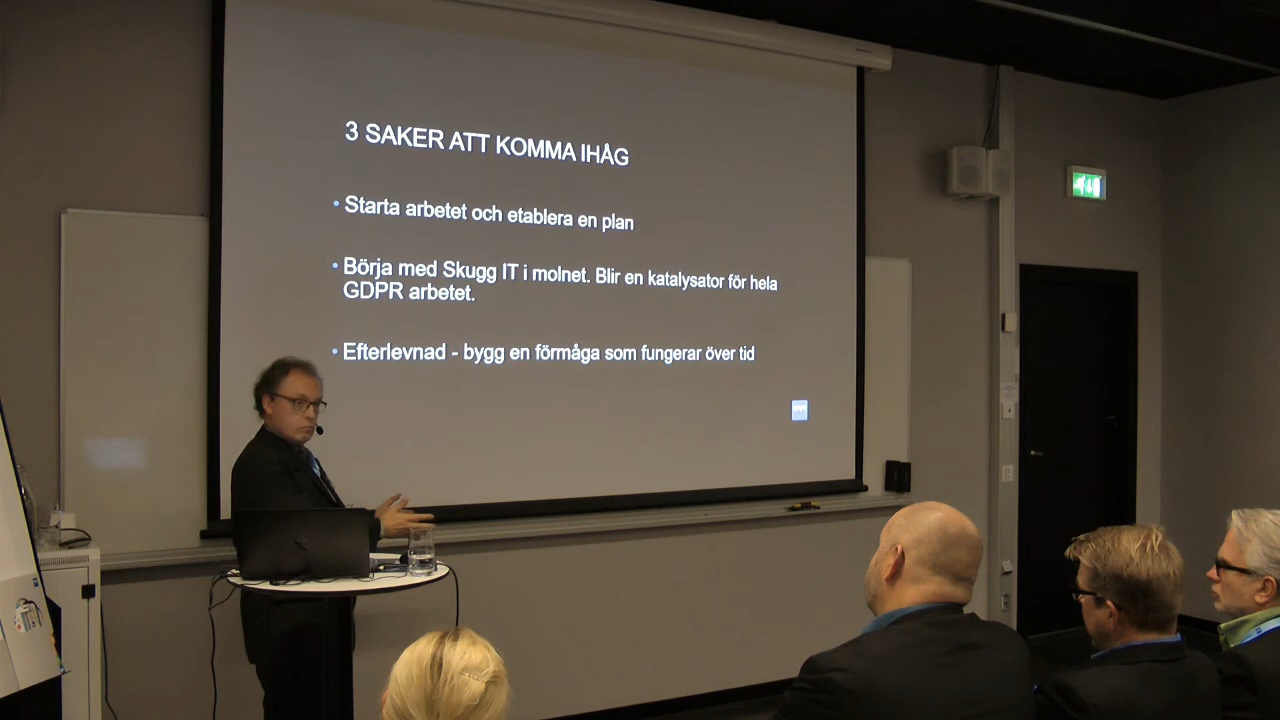 3 SAKER ATT KOMMA IHÅG
• Starta arbetet och etablera en plan
• Börja med Skugg IT i molnet. Blir en katalysator för hela
GDPR arbetet.
• Efterlevnad - bygg en förmåga som fungerar över tid